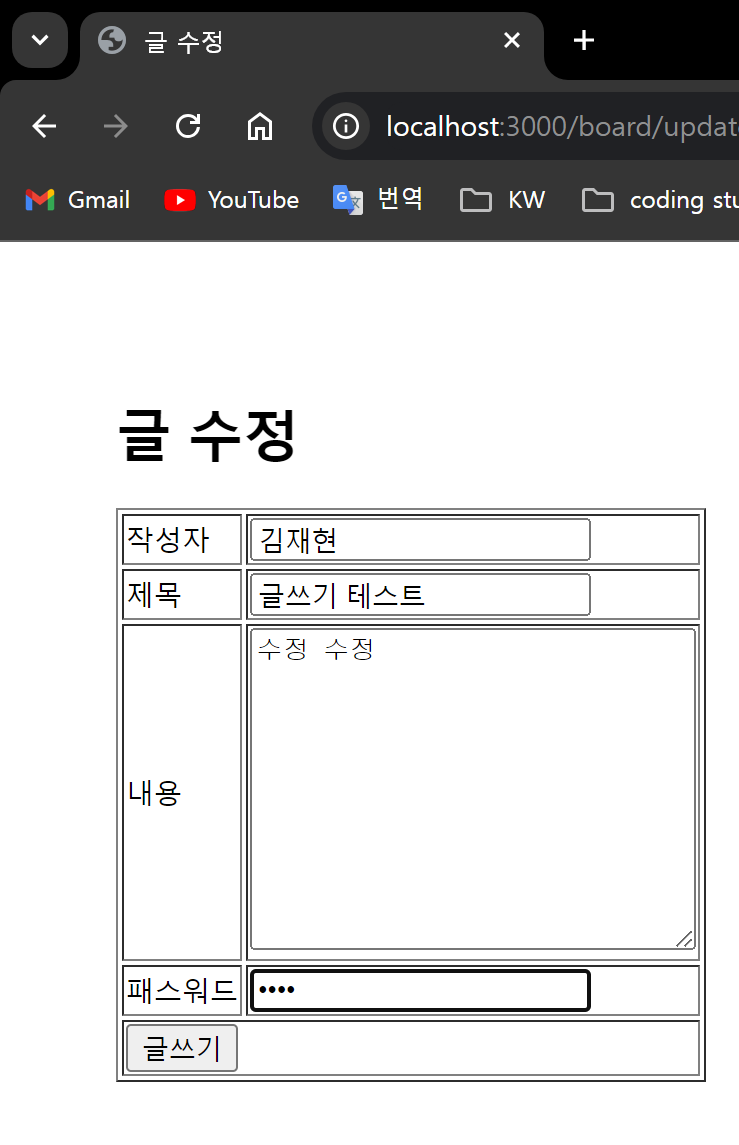 글 수정
localhost:3000/board/updat
Gmail YouTube 번역 KW coding stu
글 수정
작성자 김재현
제목 글쓰기 테스트
수정 수정
내용
패스워드 ••••
글쓰기